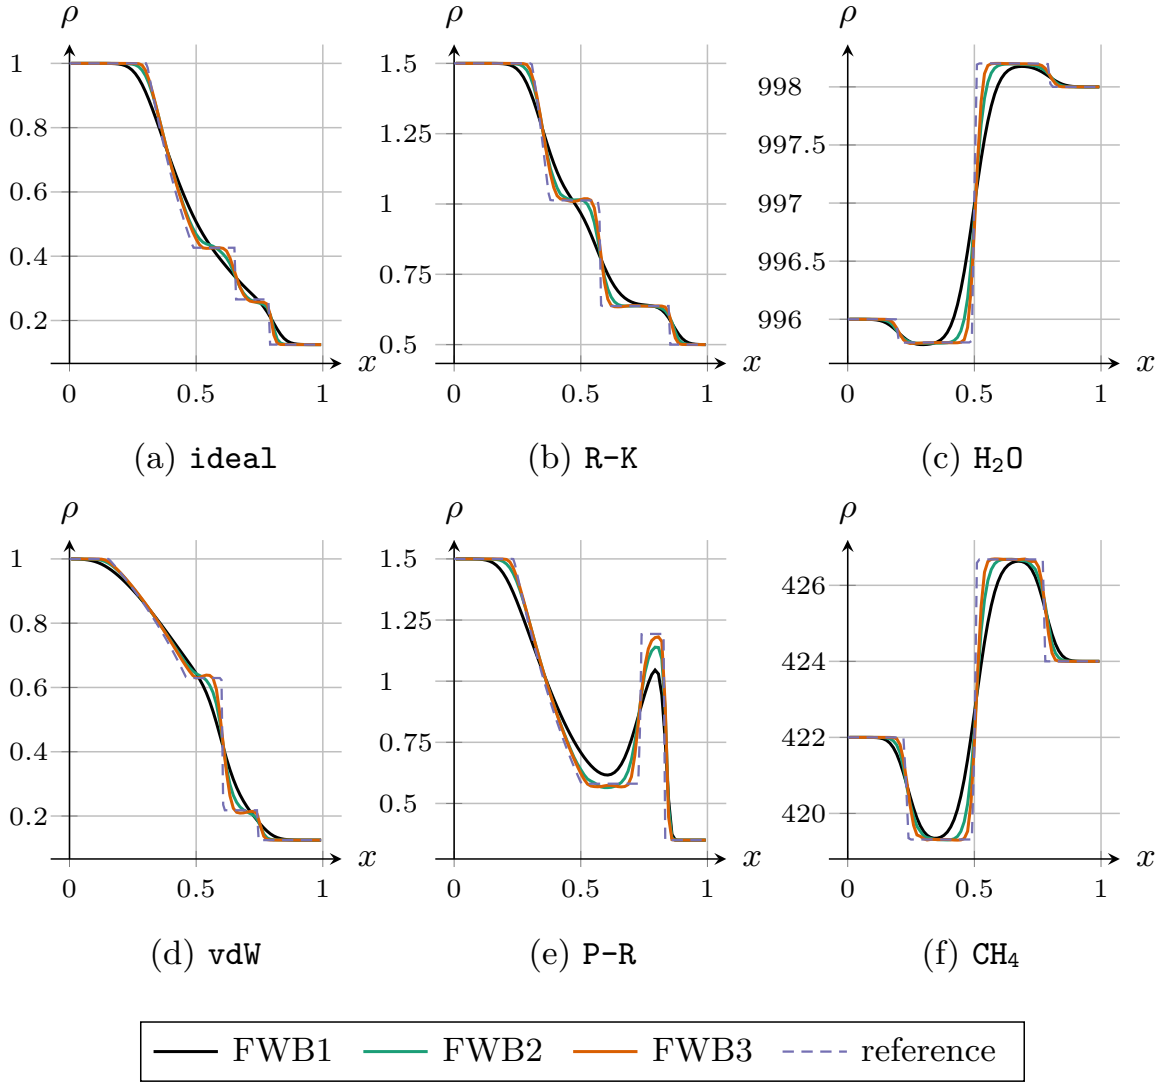 ρ
1
0.8
0.6
0.4
0.2
0 0.5 1
x
(a) ideal
ρ
1.5
1.25
1
0.75
0.5
0 0.5 1
x
(b) R-K
ρ
998
997.5
997
996.5
996
0 0.5 1
x
(c) H₂O
ρ
1
0.8
0.6
0.4
0.2
0 0.5 1
x
(d) vdW
ρ
1.5
1.25
1
0.75
0.5
0 0.5 1
x
(e) P-R
ρ
426
424
422
420
0 0.5 1
x
(f) CH₄
FWB1 FWB2 FWB3 reference